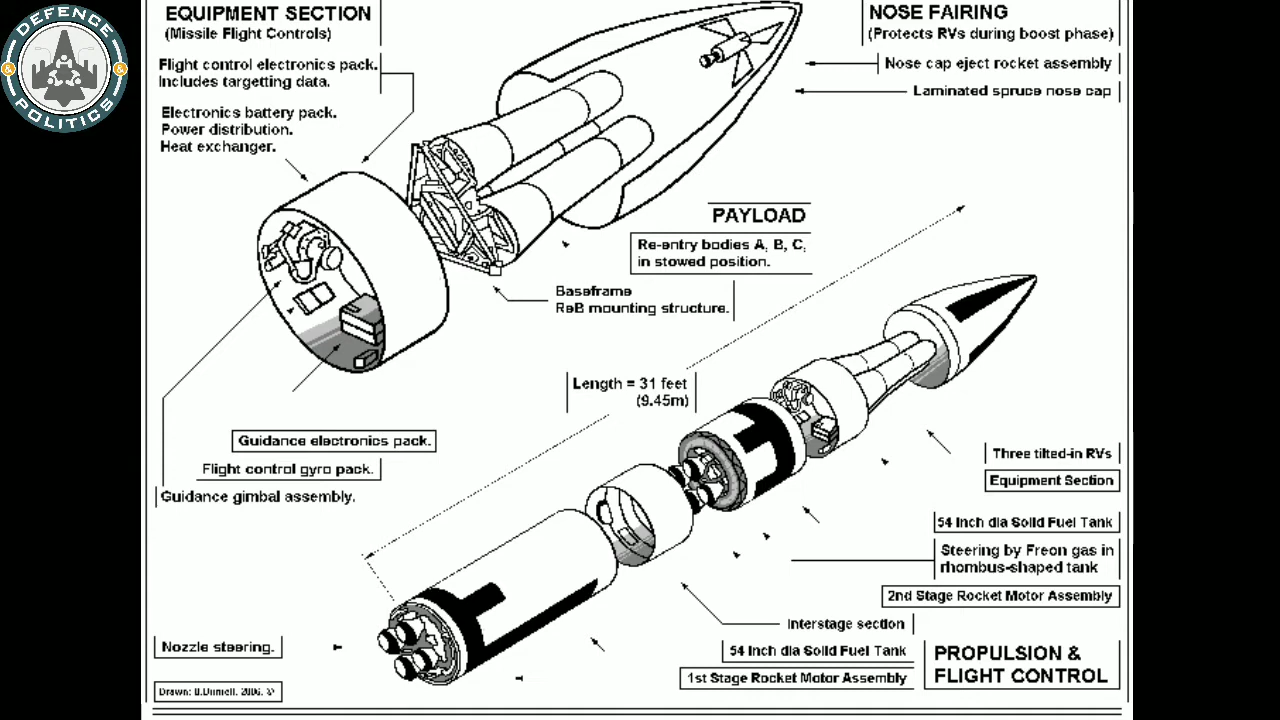 DEFENCE
&
&
POLITICS
EQUIPMENT SECTION
(Missile Flight Controls)
Flight control electronics pack.
Includes targetting data.
Electronics battery pack.
Power distribution.
Heat exchanger.
NOSE FAIRING
(Protects RVs during boost phase)
Nose cap eject rocket assembly
Laminated spruce nose cap
PAYLOAD
Re-entry bodies A, B, C,
in stowed position.
Baseframe
ReB mounting structure.
Length = 31 feet
(9.45m)
Guidance electronics pack.
Flight control gyro pack.
Guidance gimbal assembly.
Three tilted-in RVs
Equipment Section
54 inch dia Solid Fuel Tank
Steering by Freon gas in
rhombus-shaped tank
2nd Stage Rocket Motor Assembly
Interstage section
54 inch dia Solid Fuel Tank
1st Stage Rocket Motor Assembly
PROPULSION &
FLIGHT CONTROL
Nozzle steering.
Drawn: 2006. ©